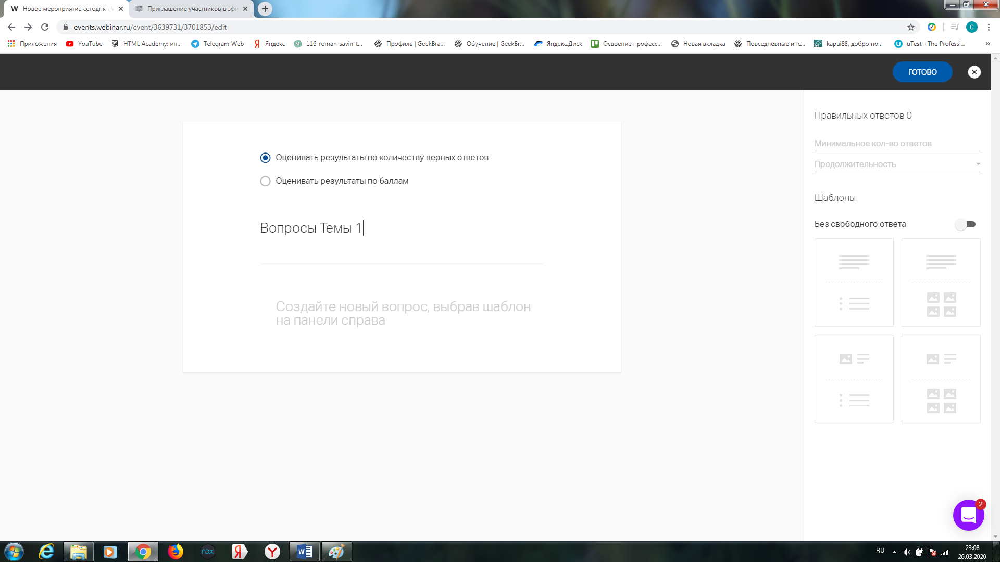 Новое мероприятие сегодня -
Приглашение участников в эфи
events.webinar.ru/event/3639731/3701853/edit
C
Приложения
YouTube
HTML Academy: ин...
Telegram Web
Яндекс
116-roman-savin-t...
Профиль | GeekBra...
Обучение | GeekBr...
Яндекс.Диск
Освоение професс...
Новая вкладка
Повседневные инс...
kapai88, добро по...
uTest - The Professi...
»
ГОТОВО
Оценивать результаты по количеству верных ответов
Оценивать результаты по баллам
Вопросы Темы 1
Создайте новый вопрос, выбрав шаблон
на панели справа
Правильных ответов 0
Минимальное кол-во ответов
Продолжительность
Шаблоны
Без свободного ответа
2
nox
RU
23:08
26.03.2020